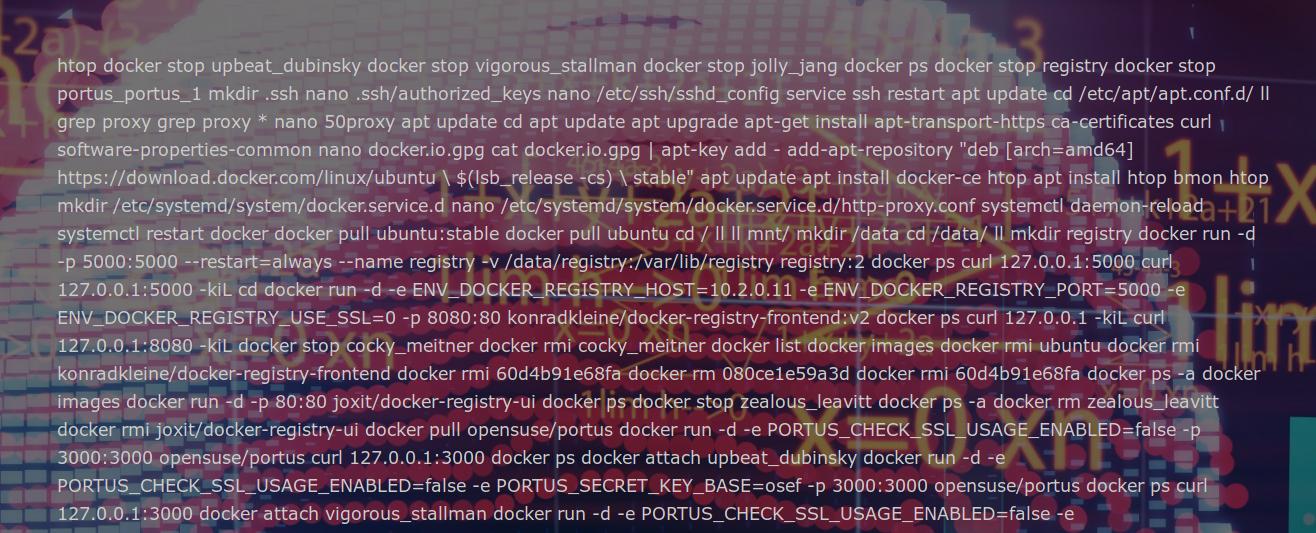 htop docker stop upbeat_dubinsky docker stop vigorous_stallman docker stop jolly_jang docker ps docker stop registry docker stop
portus_portus_1 mkdir .ssh nano .ssh/authorized_keys nano /etc/ssh/sshd_config service ssh restart apt update cd /etc/apt/apt.conf.d/ ll
grep proxy grep proxy * nano 50proxy apt update cd apt update apt upgrade apt-get install apt-transport-https ca-certificates curl
software-properties-common nano docker.io.gpg cat docker.io.gpg | apt-key add - add-apt-repository "deb [arch=amd64]
https://download.docker.com/linux/ubuntu \ $(lsb_release -cs) \ stable" apt update apt install docker-ce htop apt install htop bmon htop
mkdir /etc/systemd/system/docker.service.d nano /etc/systemd/system/docker.service.d/http-proxy.conf systemctl daemon-reload
systemctl restart docker docker pull ubuntu:stable docker pull ubuntu cd / ll ll mnt/ mkdir /data cd /data/ ll mkdir registry docker run -d
-p 5000:5000 --restart=always --name registry -v /data/registry:/var/lib/registry registry:2 docker ps curl 127.0.0.1:5000 curl
127.0.0.1:5000 -kiL cd docker run -d -e ENV_DOCKER_REGISTRY_HOST=10.2.0.11 -e ENV_DOCKER_REGISTRY_PORT=5000 -e
ENV_DOCKER_REGISTRY_USE_SSL=0 -p 8080:80 konradkleine/docker-registry-frontend:v2 docker ps curl 127.0.0.1 -kiL curl
127.0.0.1:8080 -kiL docker stop cocky_meitner docker rmi cocky_meitner docker list docker images docker rmi ubuntu docker rmi
konradkleine/docker-registry-frontend docker rmi 60d4b91e68fa docker rm 080ce1e59a3d docker rmi 60d4b91e68fa docker ps -a docker
images docker run -d -p 80:80 joxit/docker-registry-ui docker ps docker stop zealous_leavitt docker ps -a docker rm zealous_leavitt
docker rmi joxit/docker-registry-ui docker pull opensuse/portus docker run -d -e PORTUS_CHECK_SSL_USAGE_ENABLED=false -p
3000:3000 opensuse/portus curl 127.0.0.1:3000 docker ps docker attach upbeat_dubinsky docker run -d -e
PORTUS_CHECK_SSL_USAGE_ENABLED=false -e PORTUS_SECRET_KEY_BASE=osef -p 3000:3000 opensuse/portus docker ps curl
127.0.0.1:3000 docker attach vigorous_stallman docker run -d -e PORTUS_CHECK_SSL_USAGE_ENABLED=false -e